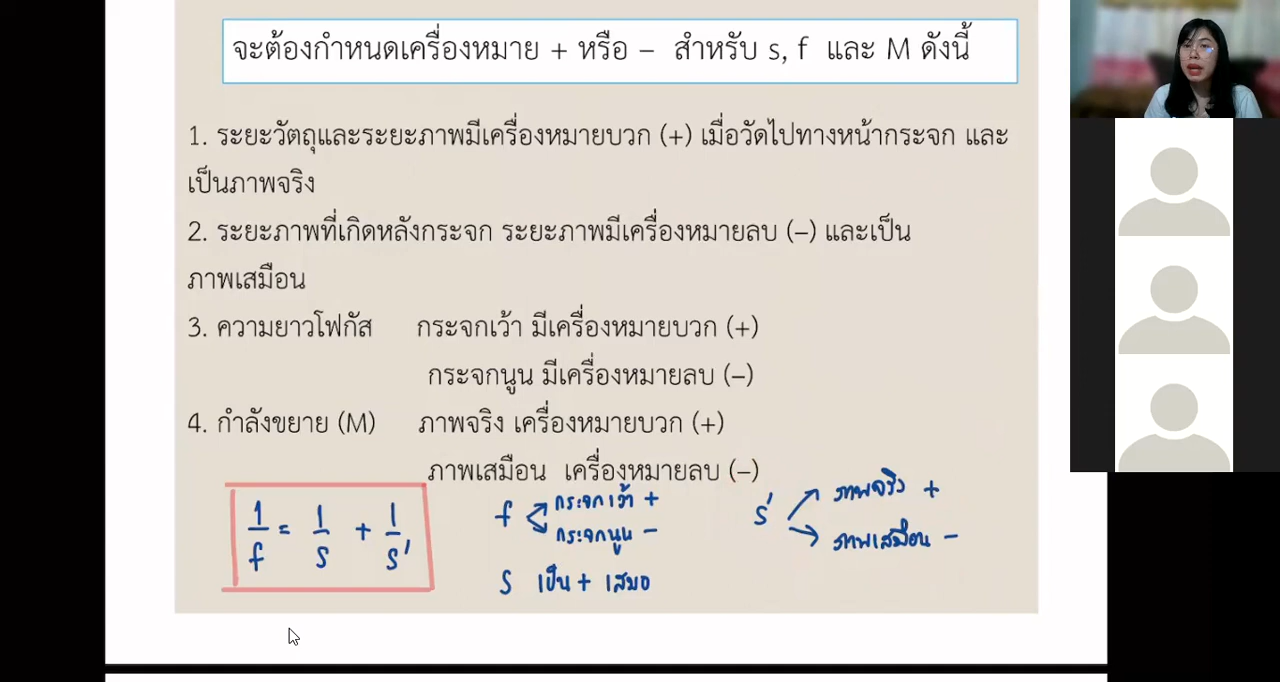 จะต้องกำหนดเครื่องหมาย + หรือ – สำหรับ s, f และ M ดังนี้
1. ระยะวัตถุและระยะภาพมีเครื่องหมายบวก (+) เมื่อวัดไปทางหน้ากระจก และ
เป็นภาพจริง
2. ระยะภาพที่เกิดหลังกระจก ระยะภาพมีเครื่องหมายลบ (–) และเป็น
ภาพเสมือน
3. ความยาวโฟกัส กระจกเว้า มีเครื่องหมายบวก (+)
กระจกนูน มีเครื่องหมายลบ (–)
4. กำลังขยาย (M) ภาพจริง เครื่องหมายบวก (+)
ภาพเสมือน เครื่องหมายลบ (–)
1/f = 1/s + 1/s'
f กระจกเว้า +
กระจกนูน –
s เป็น + เสมอ
s' ภาพจริง +
ภาพเสมือน –